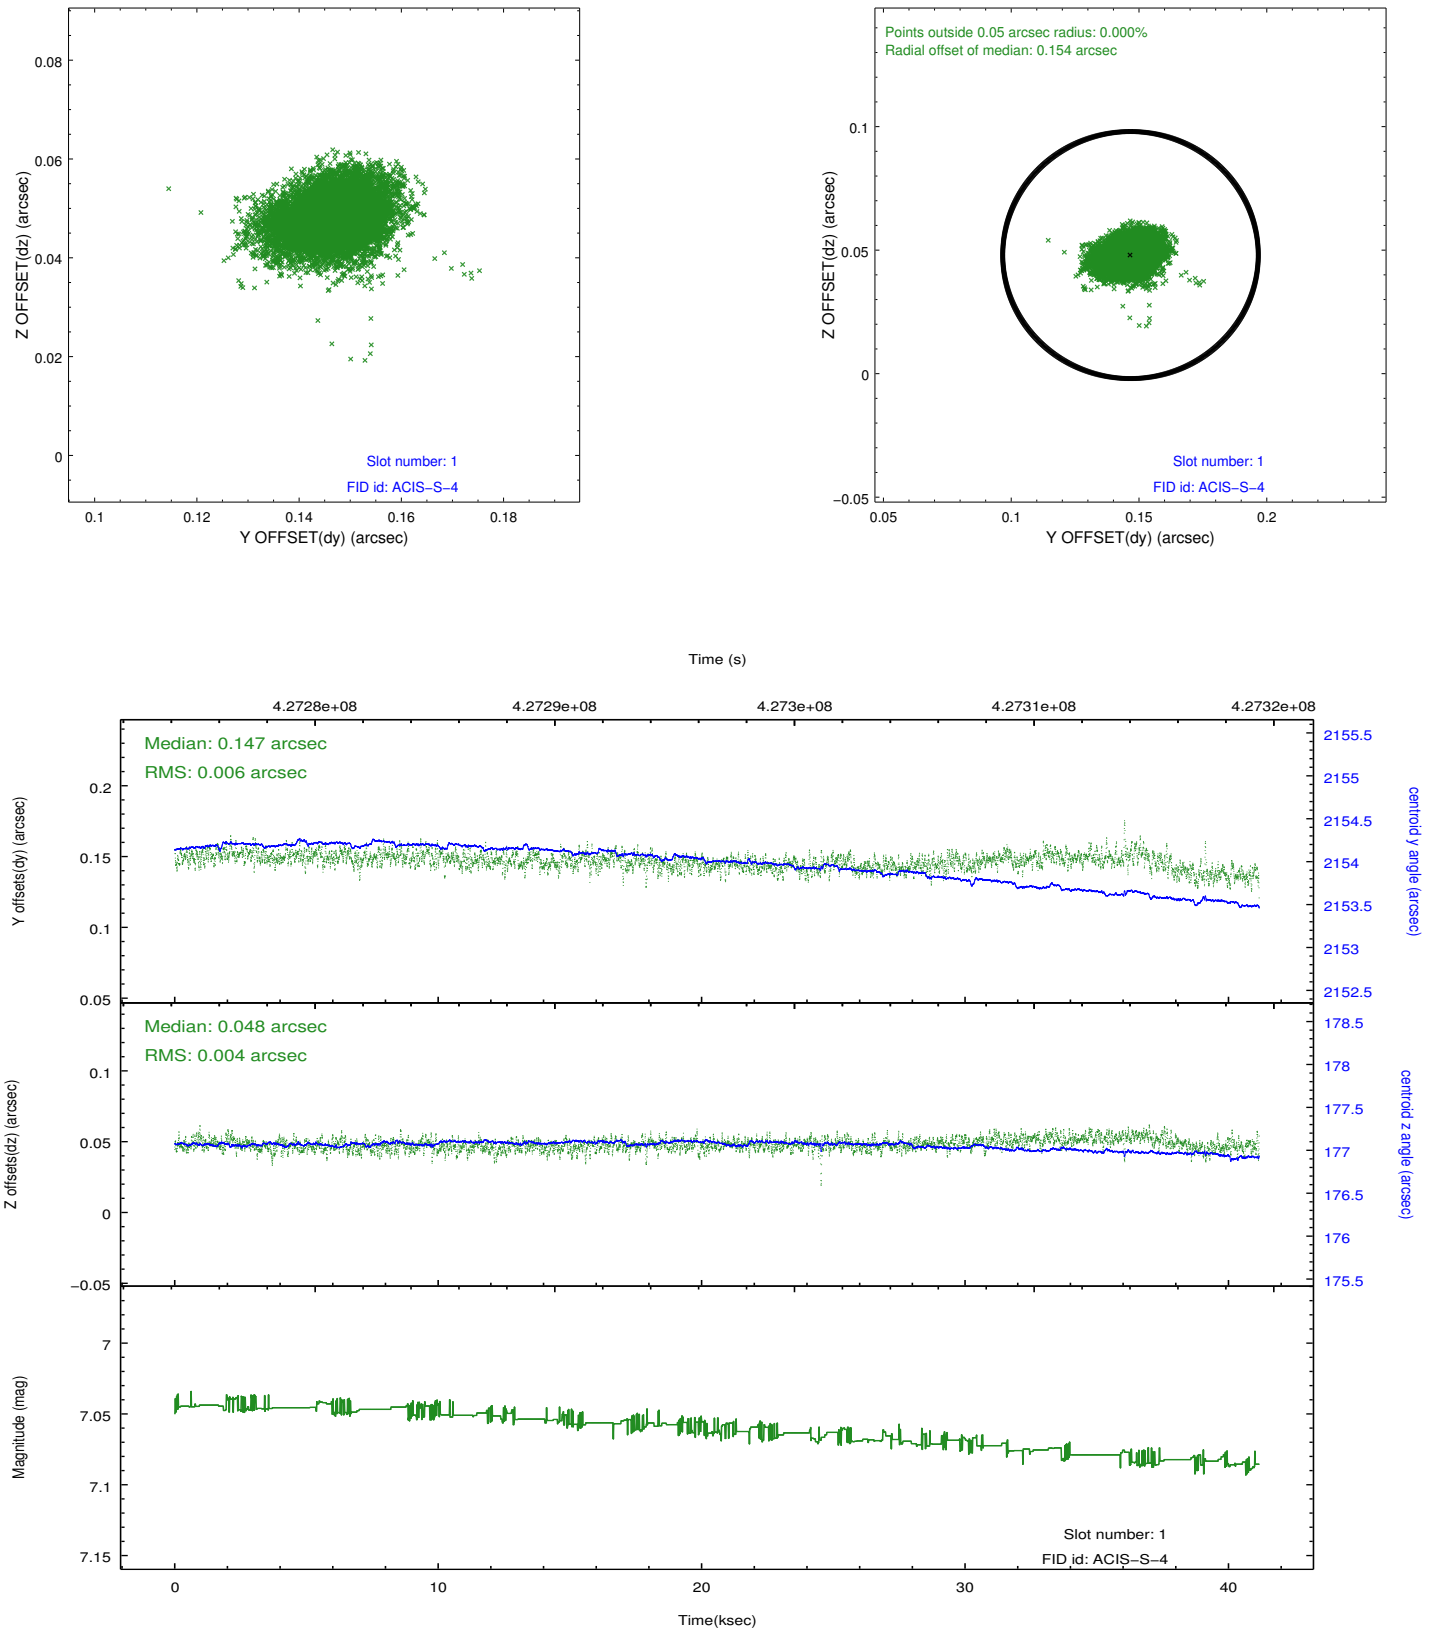 0.08
0.06
0.04
0.02
0
Z OFFSET(dz) (arcsec)
Slot number: 1
FID id: ACIS−S−4
0.1 0.12 0.14 0.16 0.18
Y OFFSET(dy) (arcsec)
Points outside 0.05 arcsec radius: 0.000%
Radial offset of median: 0.154 arcsec
0.1
0.05
0
−0.05
Z OFFSET(dz) (arcsec)
Slot number: 1
FID id: ACIS−S−4
0.05 0.1 0.15 0.2
Y OFFSET(dy) (arcsec)
Time (s)
4.2728e+08 4.2729e+08 4.273e+08 4.2731e+08 4.2732e+08
Median: 0.147 arcsec
RMS: 0.006 arcsec
0.2
0.15
0.1
0.05
Y offsets(dy) (arcsec)
2155.5
2155
2154.5
2154
2153.5
2153
2152.5
centroid y angle (arcsec)
Median: 0.048 arcsec
RMS: 0.004 arcsec
0.1
0.05
0
−0.05
Z offsets(dz) (arcsec)
178.5
178
177.5
177
176.5
176
175.5
centroid z angle (arcsec)
7
7.05
7.1
7.15
Magnitude (mag)
Slot number: 1
FID id: ACIS−S−4
0 10 20 30 40
Time(ksec)